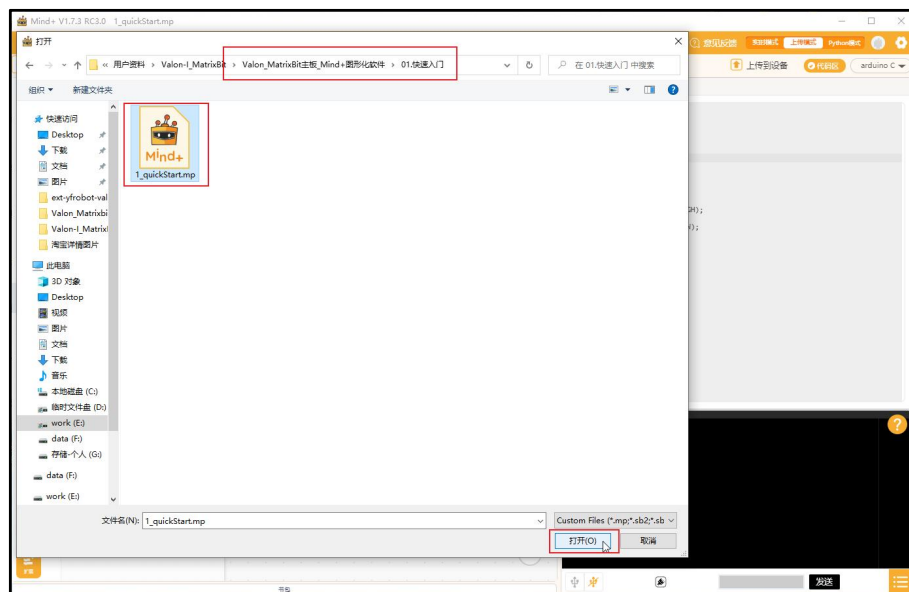 Mind+ V1.7.3 RC3.0 1_quickStart.mp
打开
意见反馈 实时模式 上传模式 Python模式
« 用户资料 › Valon-I_MatrixBit › Valon_MatrixBit主板_Mind+图形化软件 › 01.快速入门
在 01.快速入门 中搜索
上传到设备 代码区 arduino C
组织 新建文件夹
快速访问
Desktop
下载
文档
图片
ext-yfrobot-val
Valon_Matrixbi
Valon-I_Matrixl
淘宝详情图片
此电脑
3D 对象
Desktop
视频
图片
文档
下载
音乐
本地磁盘 (C:)
临时文件盘 (D:)
work (E:)
data (F:)
存储-个人 (G:)
data (F:)
work (E:)
Mind+
1_quickStart.mp
文件名(N): 1_quickStart.mp
Custom Files (*.mp;*.sb2;*.sb
打开(O) 取消
扩展
发送